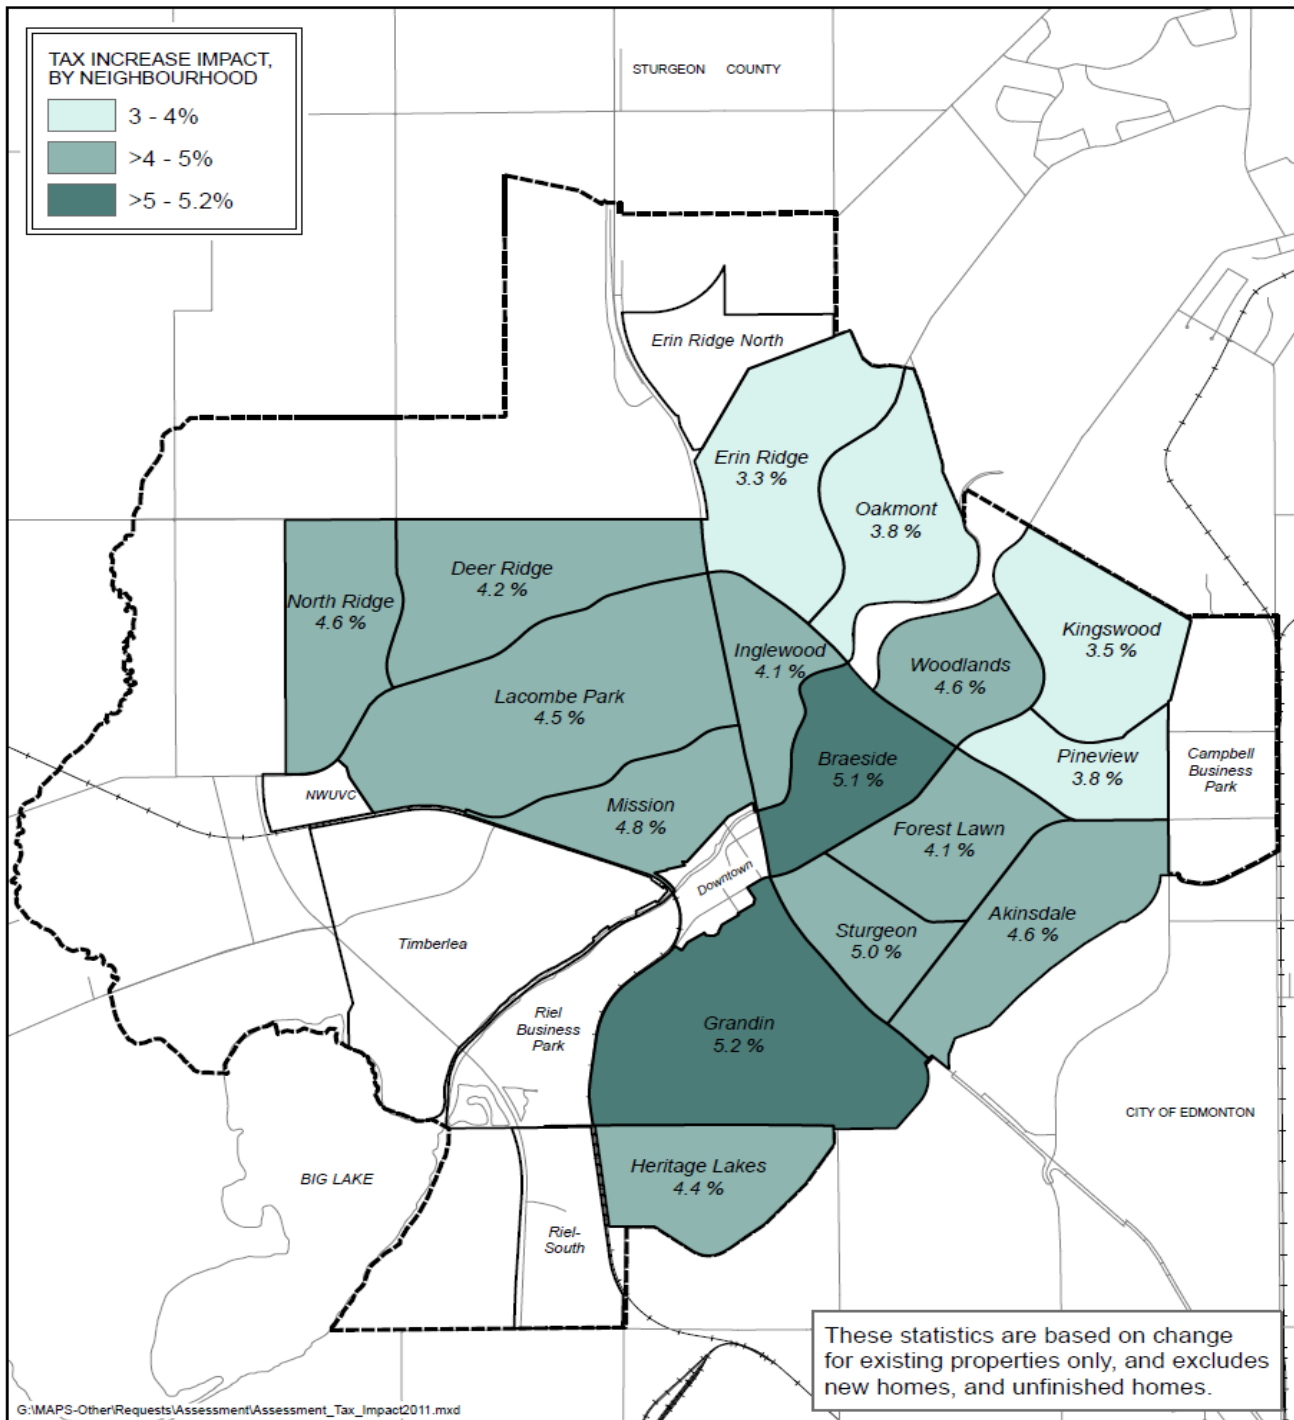 TAX INCREASE IMPACT,
BY NEIGHBOURHOOD
3 - 4%
>4 - 5%
>5 - 5.2%
STURGEON COUNTY
Erin Ridge North
Erin Ridge
3.3 %
Oakmont
3.8 %
Deer Ridge
4.2 %
North Ridge
4.6 %
Kingswood
3.5 %
Inglewood
4.1 %
Woodlands
4.6 %
Lacombe Park
4.5 %
Braeside
5.1 %
Pineview
3.8 %
Campbell
Business
Park
NWUVC
Mission
4.8 %
Forest Lawn
4.1 %
Downtown
Akinsdale
4.6 %
Sturgeon
5.0 %
Timberlea
Riel
Business
Park
Grandin
5.2 %
CITY OF EDMONTON
BIG LAKE
Heritage Lakes
4.4 %
Riel-
South
These statistics are based on change
for existing properties only, and excludes
new homes, and unfinished homes.
G:\MAPS-Other\Requests\Assessment\Assessment_Tax_Impact2011.mxd